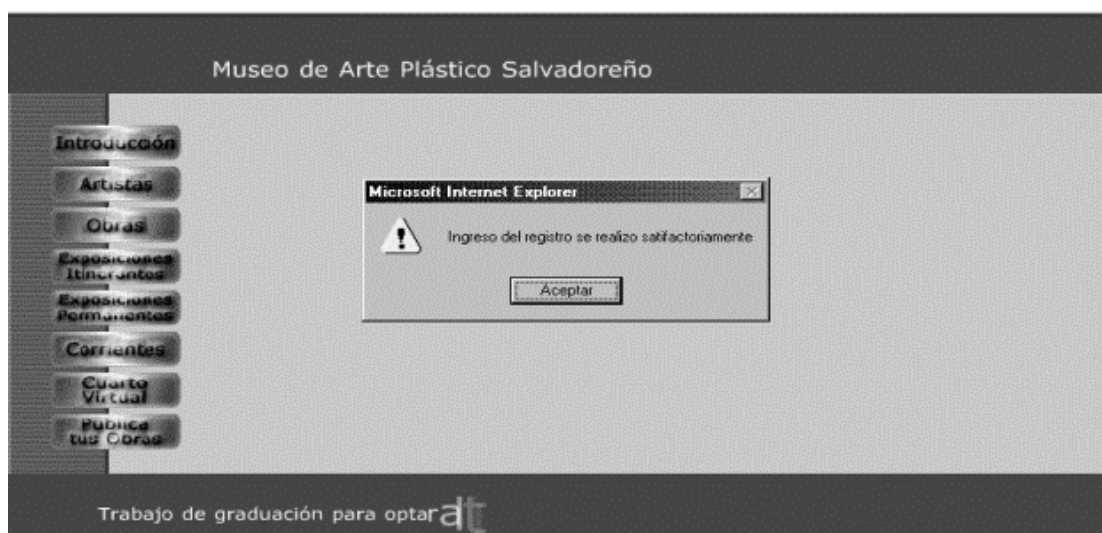 Museo de Arte Plástico Salvadoreño
Introducción
Artistas
Obras
Exposiciones
Itinerantes
Exposiciones
Permanentes
Corrientes
Cuarto
Virtual
Publica
tus Obras
Microsoft Internet Explorer
Ingreso del registro se realizo satifactoriamente
Aceptar
Trabajo de graduación para optar